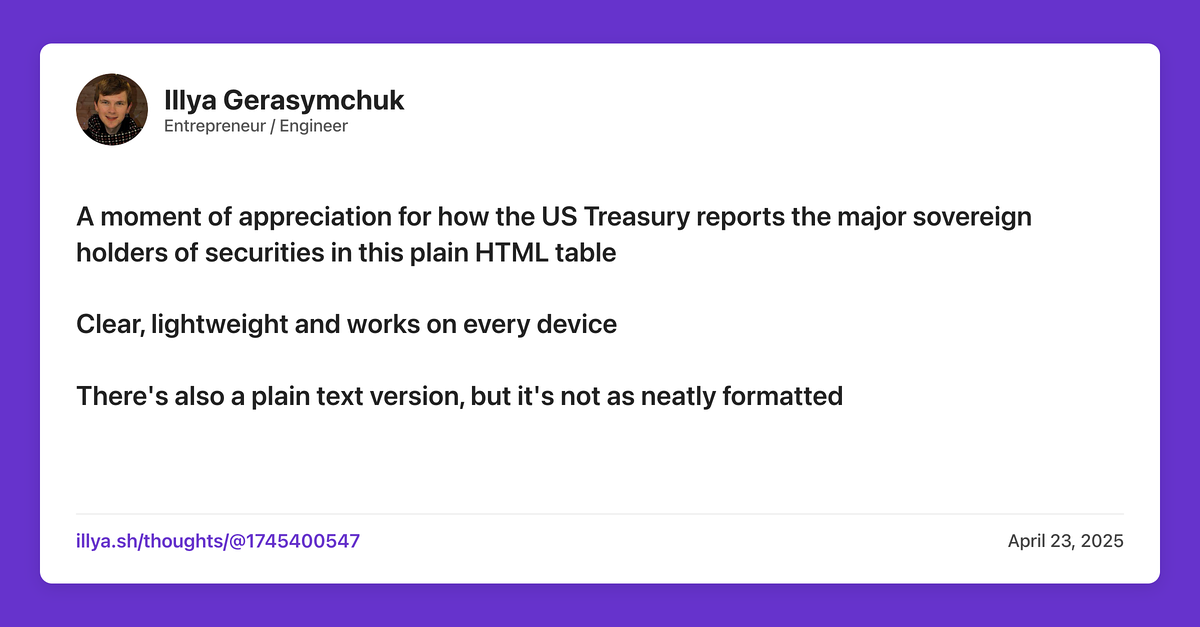 Illya Gerasymchuk
Entrepreneur / Engineer
A moment of appreciation for how the US Treasury reports the major sovereign
holders of securities in this plain HTML table
Clear, lightweight and works on every device
There's also a plain text version, but it's not as neatly formatted
illya.sh/thoughts/@1745400547
April 23, 2025